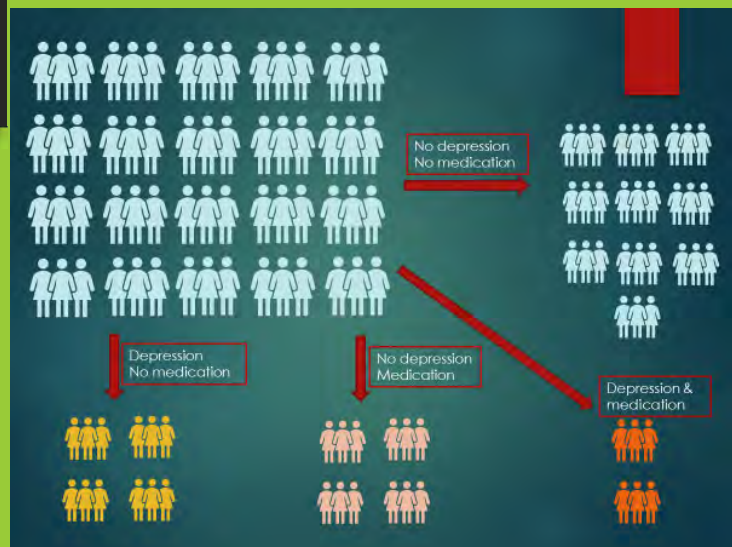 No depression
No medication
Depression
No medication
No depression
Medication
Depression &
medication